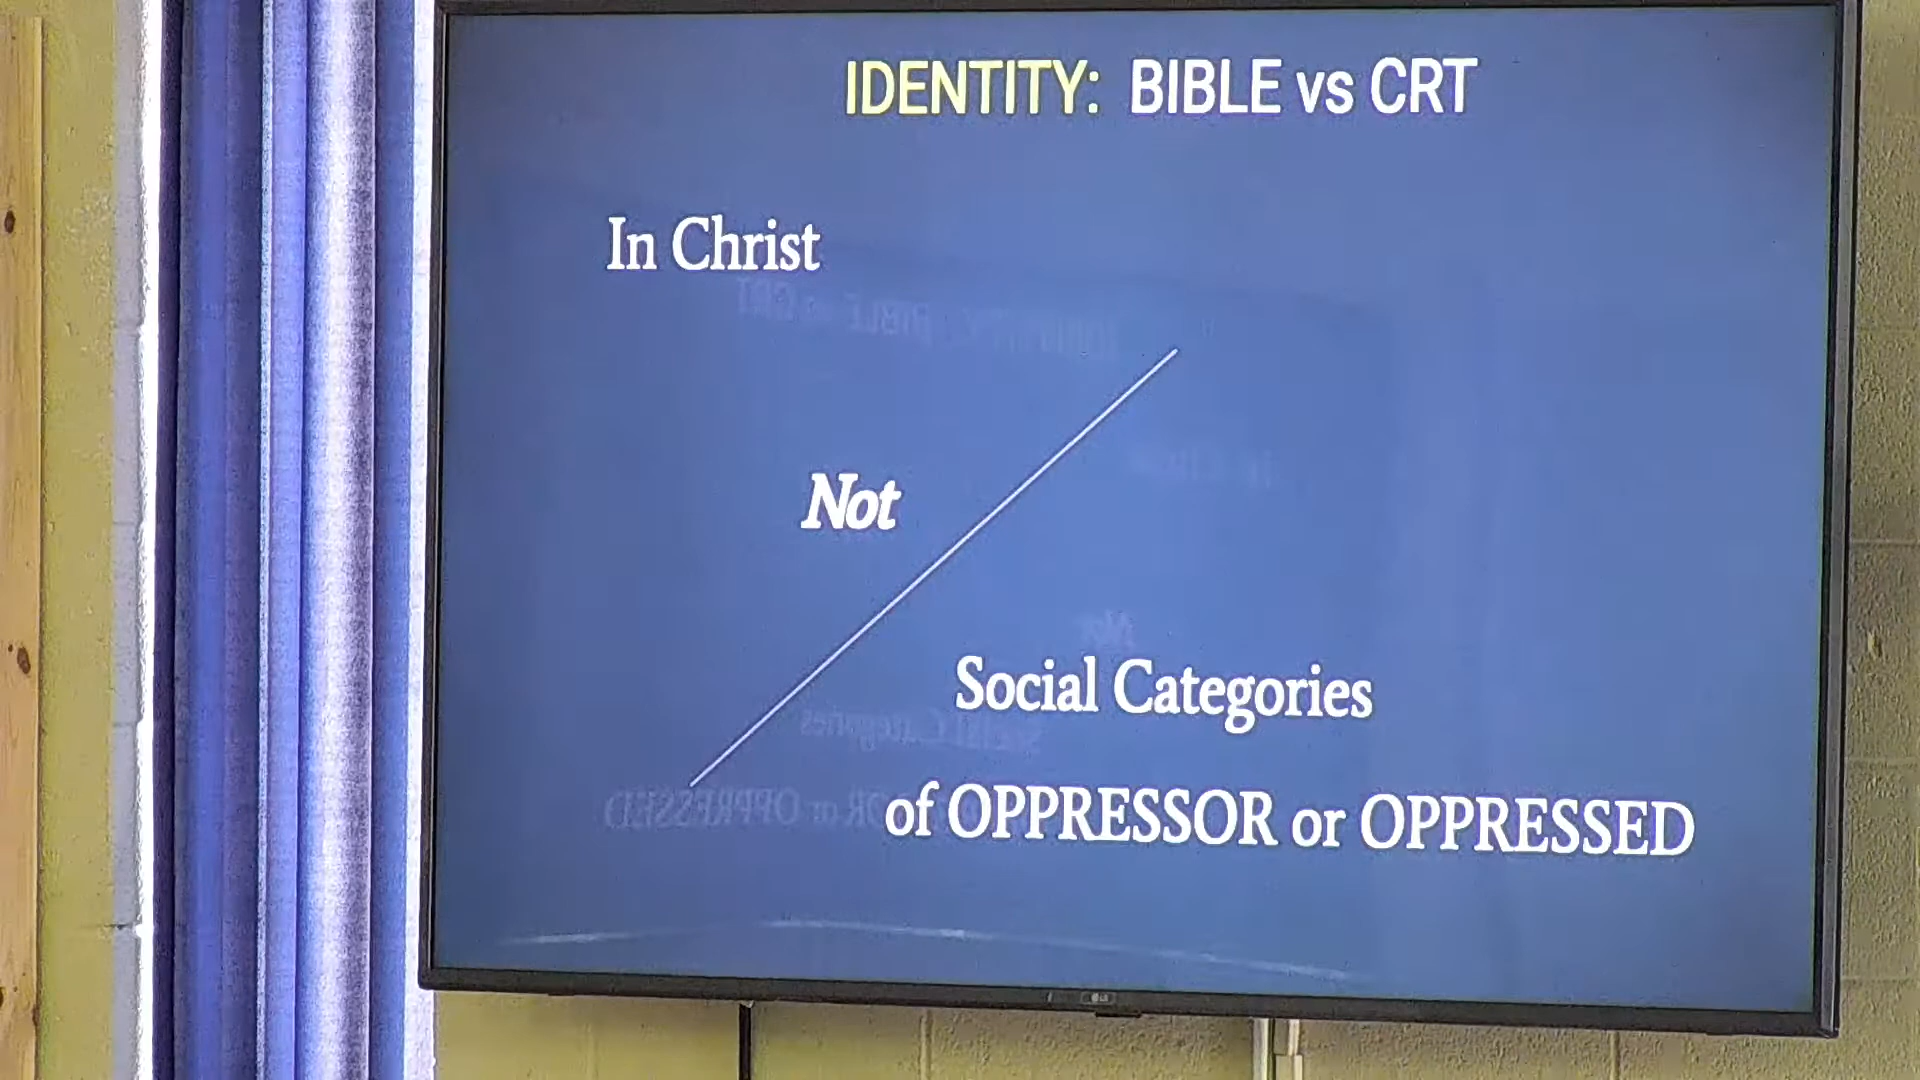 IDENTITY: BIBLE vs CRT
In Christ
Not
Social Categories
of OPPRESSOR or OPPRESSED